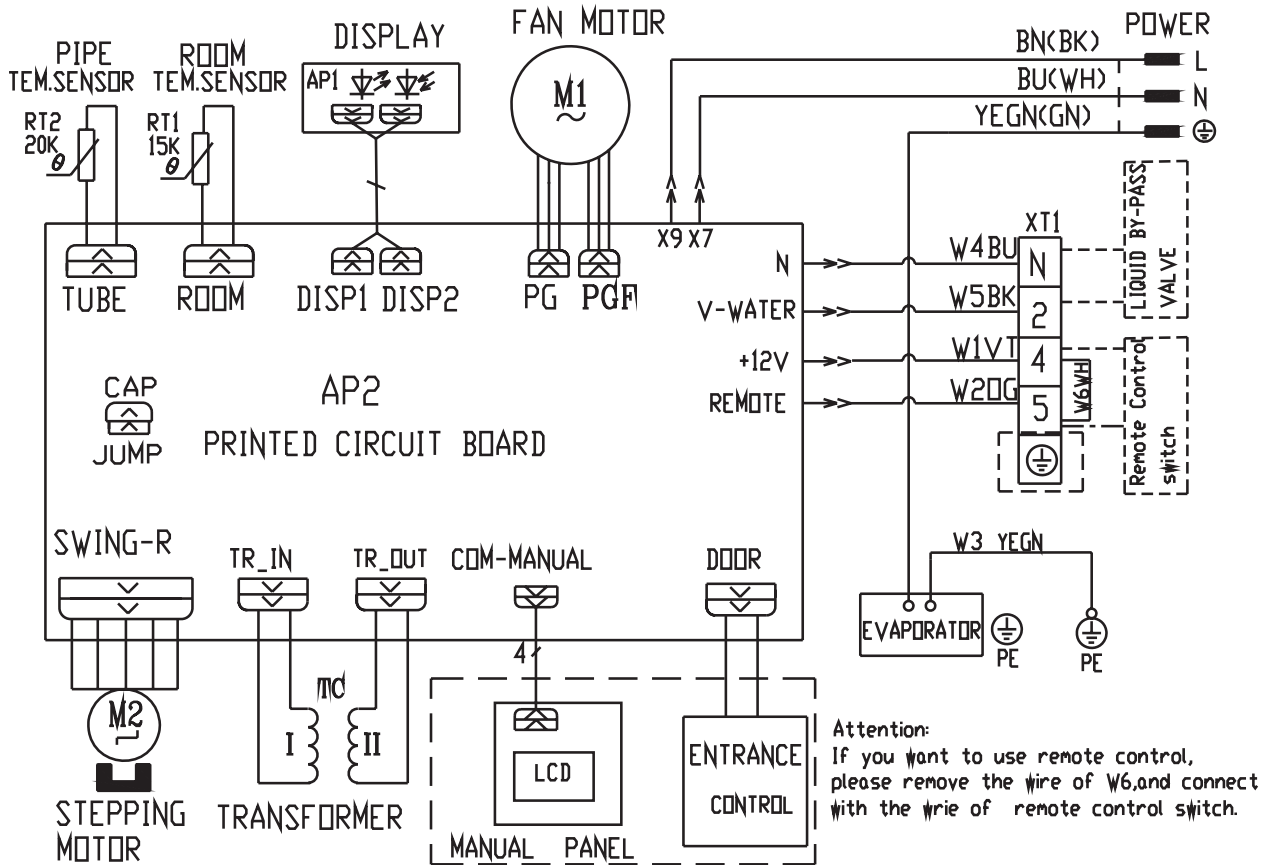 PIPE
TEM.SENSOR
ROOM
TEM.SENSOR
DISPLAY
FAN MOTOR
POWER
RT2
20K
θ
RT1
15K
θ
AP1
M1
~
BN(BK)
L
BU(WH)
N
YEGN(GN)
X9 X7
TUBE
ROOM
DISP1 DISP2
PG
PGF
N
V-WATER
+12V
REMOTE
W4BU
W5BK
W1VT
W2OG
XT1
N
2
4
5
W6WH
LIQUID BY-PASS
VALVE
Remote Control
switch
CAP
JUMP
AP2
PRINTED CIRCUIT BOARD
SWING-R
TR_IN
TR_OUT
COM-MANUAL
DOOR
4
W3 YEGN
EVAPORATOR
PE
PE
M2
STEPPING
MOTOR
TC
I
II
TRANSFORMER
LCD
MANUAL PANEL
ENTRANCE
CONTROL
Attention:
If you want to use remote control,
please remove the wire of W6,and connect
with the wrie of remote control switch.